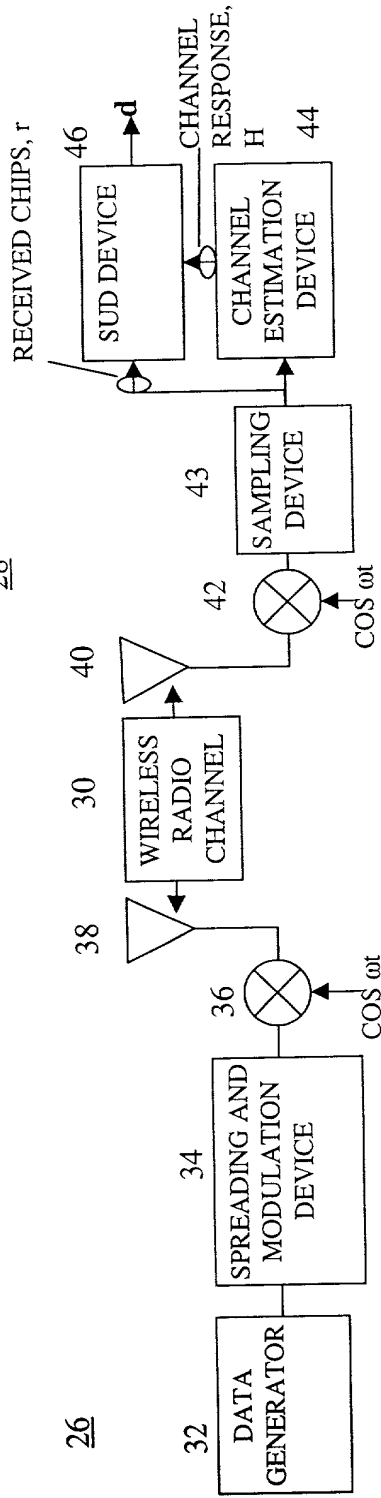 26
32
DATA
GENERATOR
34
SPREADING AND
MODULATION
DEVICE
36
COS ωt
38
30
WIRELESS
RADIO
CHANNEL
40
42
COS ωt
43
SAMPLING
DEVICE
RECEIVED CHIPS, r
46
SUD DEVICE
d
CHANNEL
RESPONSE,
H
44
CHANNEL
ESTIMATION
DEVICE